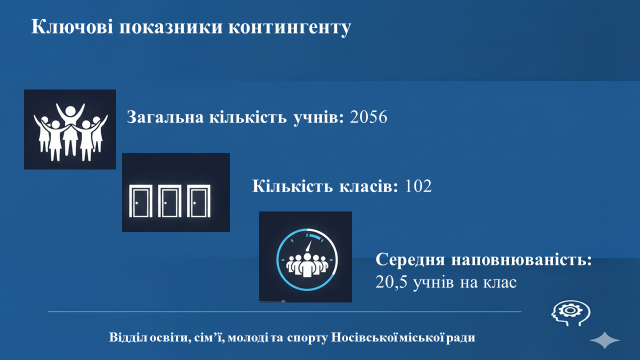 Ключові показники контингенту
Загальна кількість учнів: 2056
Кількість класів: 102
Середня наповнюваність:
20,5 учнів на клас
Відділ освіти, сім’ї, молоді та спорту Носівської міської ради